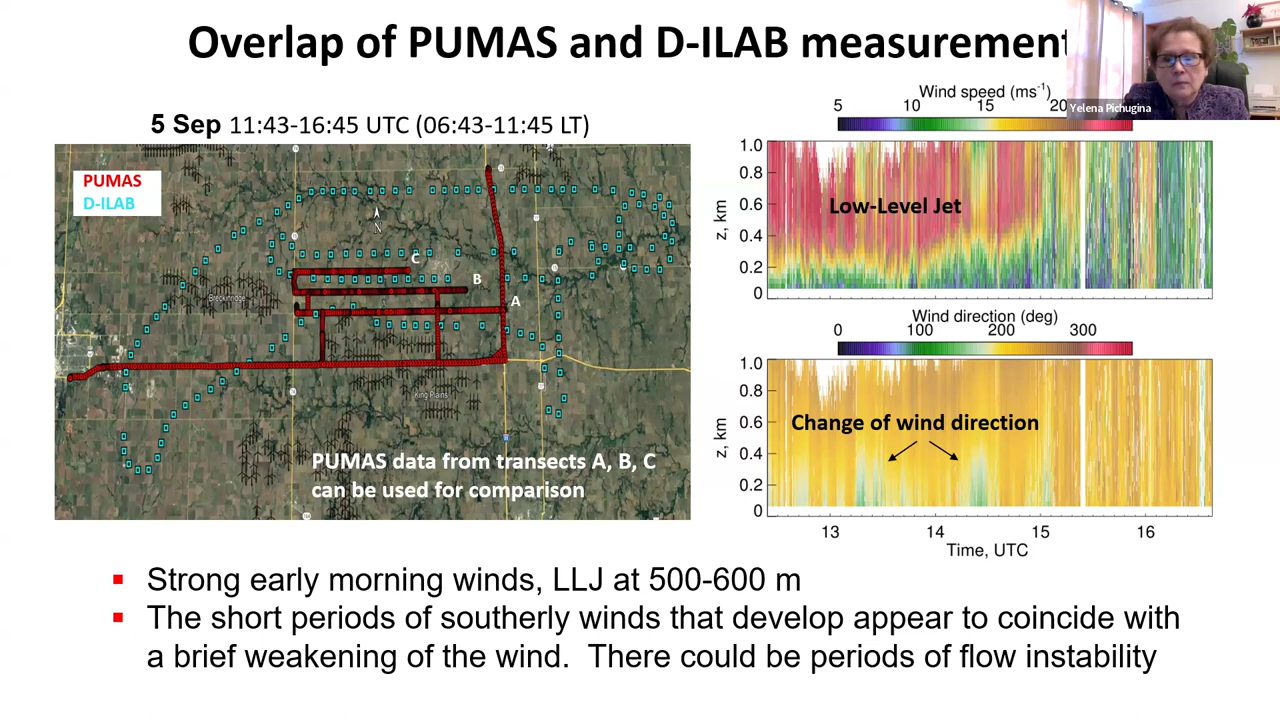 Overlap of PUMAS and D-ILAB measurement
Yelena Pichugina
5 Sep 11:43-16:45 UTC (06:43-11:45 LT)
PUMAS
D-ILAB
N
C
B
A
Breckinridge
King Plains
PUMAS data from transects A, B, C
can be used for comparison
Wind speed (ms-1)
5 10 15 20
z, km
1.0
0.8
0.6
0.4
0.2
0
Low-Level Jet
Wind direction (deg)
0 100 200 300
z, km
1.0
0.8
0.6
0.4
0.2
0
Change of wind direction
13 14 15 16
Time, UTC
Strong early morning winds, LLJ at 500-600 m
The short periods of southerly winds that develop appear to coincide with
a brief weakening of the wind. There could be periods of flow instability